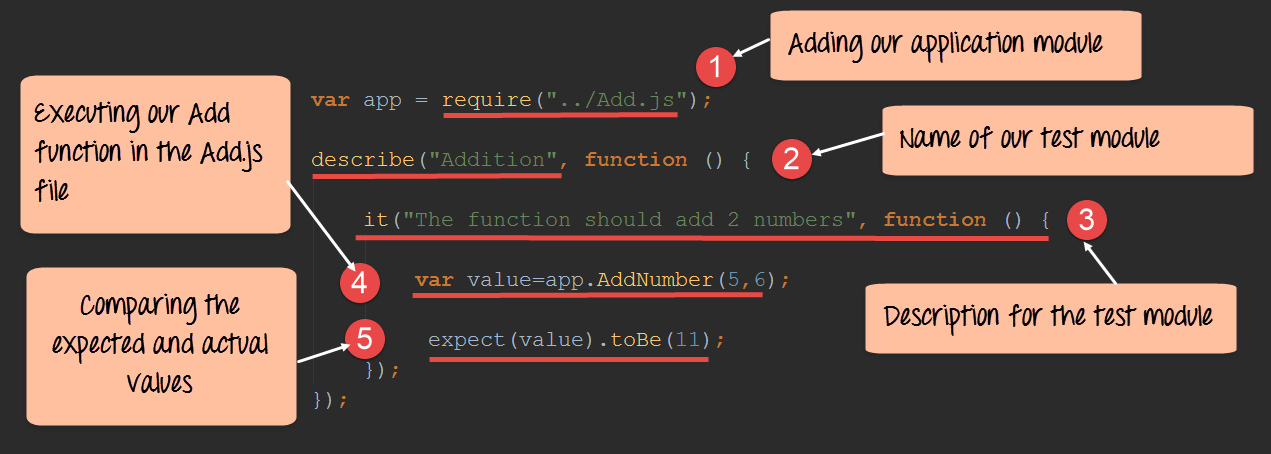 Adding our application module
1
Executing our Add
function in the Add.js
file
var app = require("../Add.js");
Name of our test module
describe("Addition", function () {
2
it("The function should add 2 numbers", function () {
3
4
var value=app.AddNumber(5,6);
Description for the test module
Comparing the
expected and actual
values
5
expect(value).toBe(11);
});
});